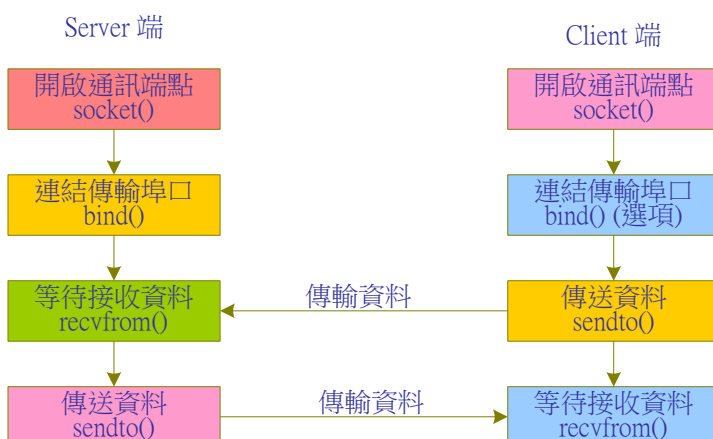 Server 端
Client 端
開啟通訊端點
socket()
開啟通訊端點
socket()
連結傳輸埠口
bind()
連結傳輸埠口
bind() (選項)
等待接收資料
recvfrom()
傳輸資料
傳送資料
sendto()
傳送資料
sendto()
傳輸資料
等待接收資料
recvfrom()